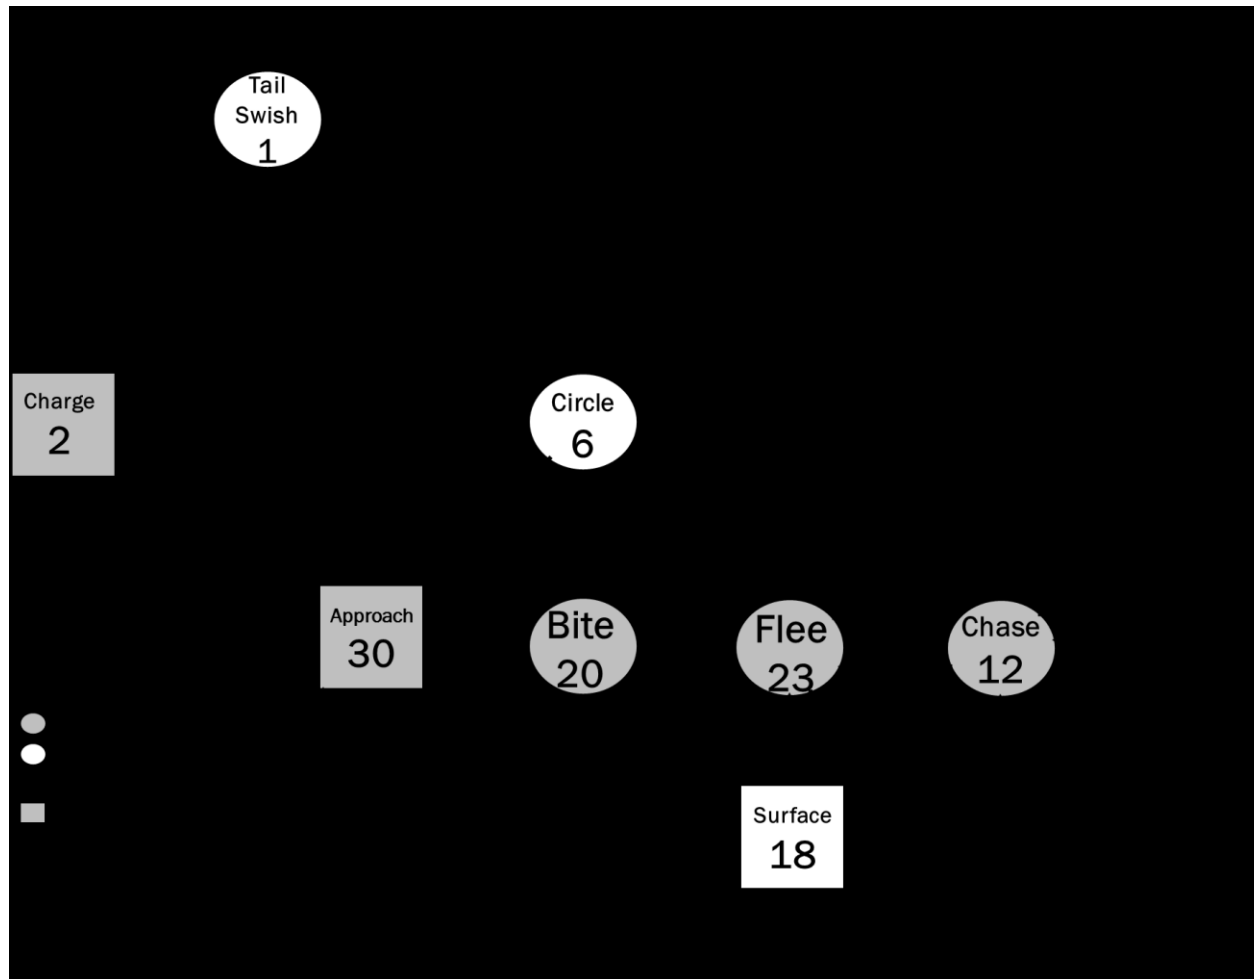 Tail
Swish
1
Charge
2
Circle
6
Approach
30
Bite
20
Flee
23
Chase
12
Surface
18